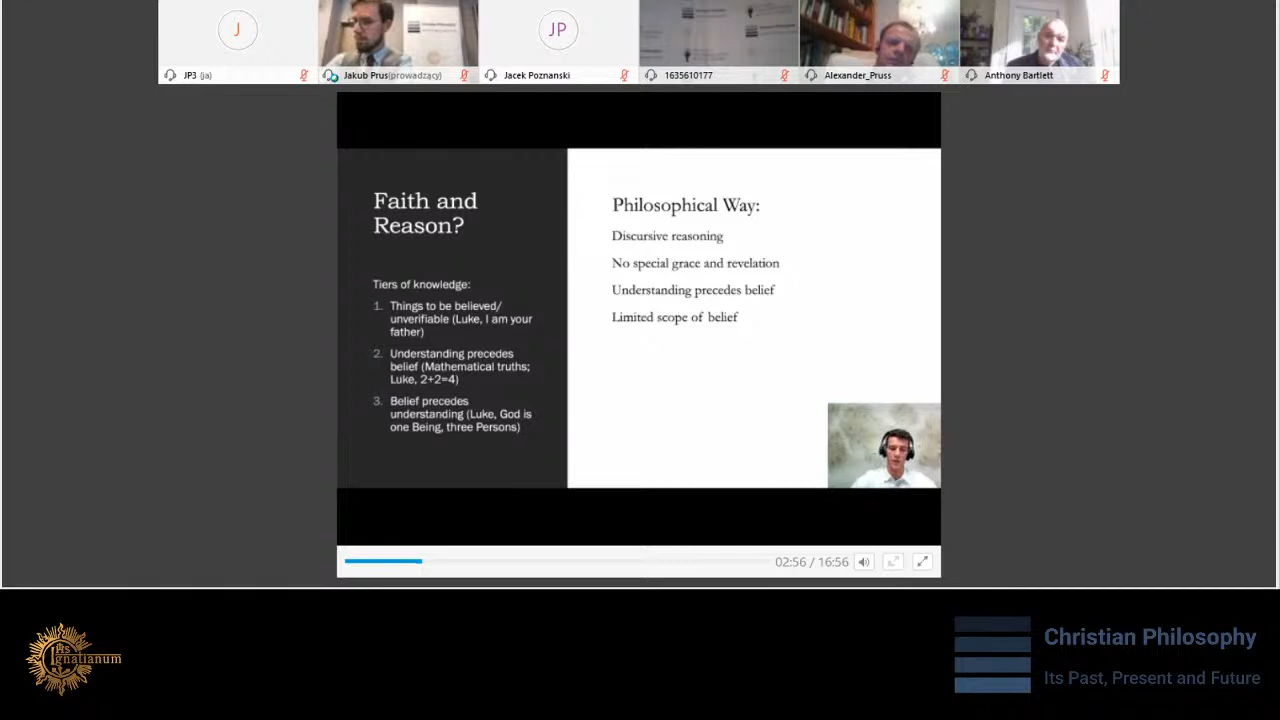 J
JP
JP3 (ja)
Jakub Prus(prowadzący)
Jacek Poznanski
1635610177
Alexander_Pruss
Anthony Bartlett
Faith and
Reason?
Tiers of knowledge:
1. Things to be believed/
unverifiable (Luke, I am your
father)
2. Understanding precedes
belief (Mathematical truths;
Luke, 2+2=4)
3. Belief precedes
understanding (Luke, God is
one Being, three Persons)
Philosophical Way:
Discursive reasoning
No special grace and revelation
Understanding precedes belief
Limited scope of belief
02:56 / 16:56
Ignatianum
Christian Philosophy
Its Past, Present and Future